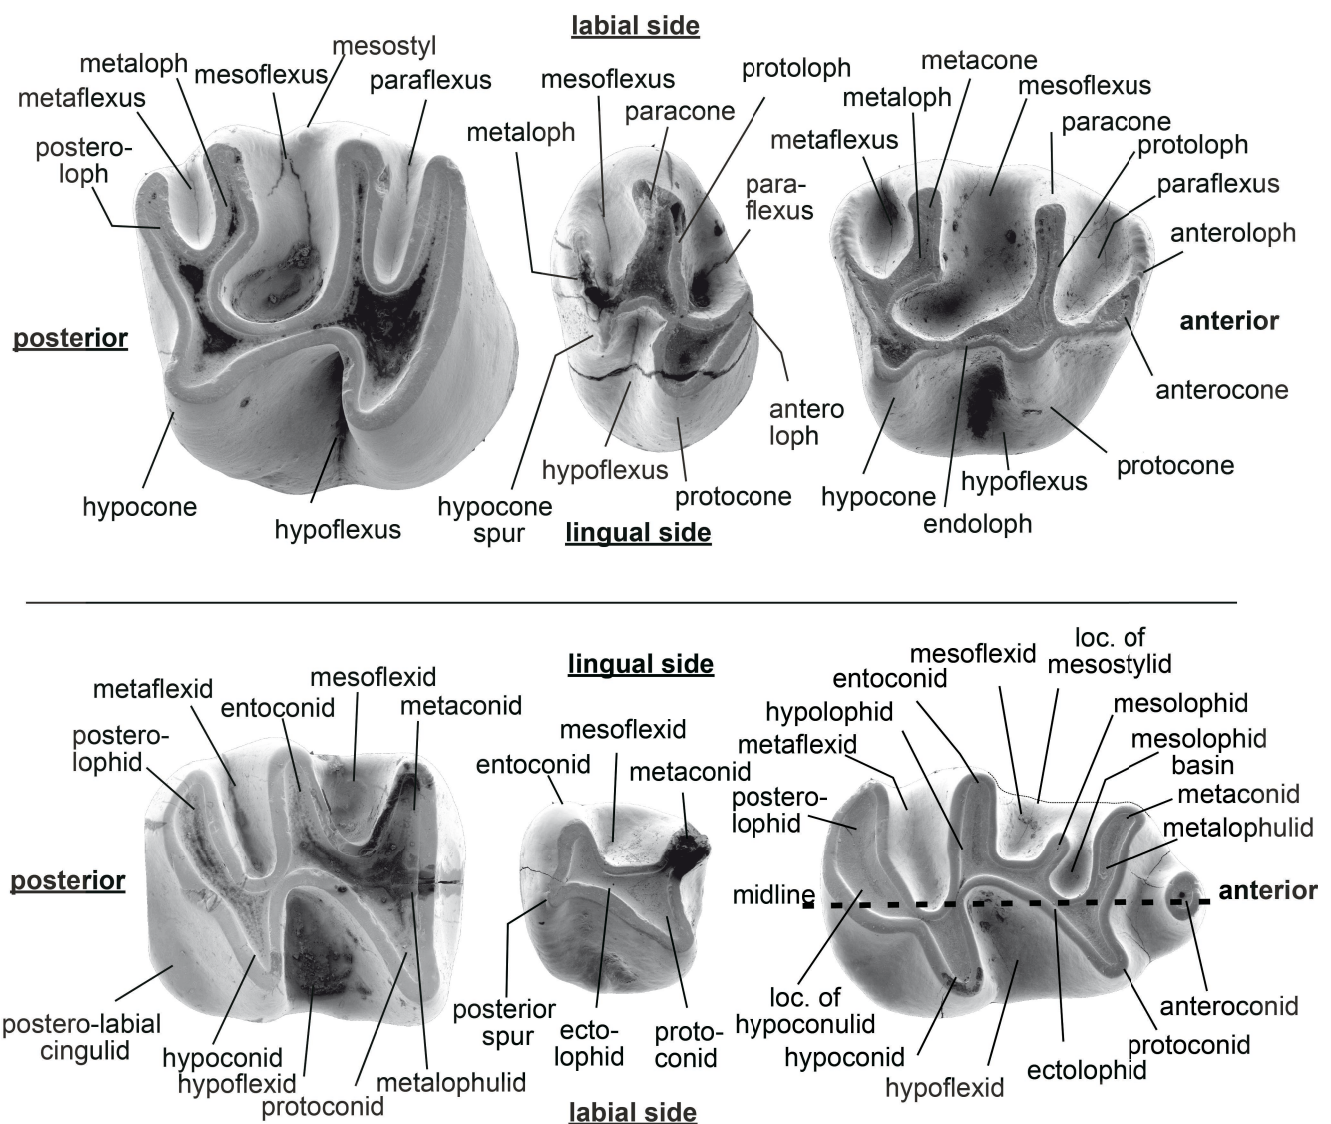 labial side
metaloph
metaflexus
mesoflexus
mesostyl
paraflexus
postero-
loph
posterior
hypocone
hypoflexus
mesoflexus
metaloph
paracone
protoloph
para-
flexus
antero
loph
hypoflexus
hypocone
spur
protocone
lingual side
metacone
metaloph
mesoflexus
metaflexus
paracone
protoloph
paraflexus
anteroloph
anterior
anterocone
protocone
hypocone
hypoflexus
endoloph
lingual side
metaflexid
entoconid
mesoflexid
metaconid
postero-
lophid
posterior
postero-labial
cingulid
hypoconid
hypoflexid
protoconid
metalophulid
mesoflexid
entoconid
metaconid
posterior
spur
ecto-
lophid
proto-
conid
labial side
mesoflexid
loc. of
mesostylid
entoconid
hypolophid
metaflexid
postero-
lophid
mesolophid
mesolophid
basin
metaconid
metalophulid
midline
anterior
loc. of
hypoconulid
hypoconid
hypoflexid
ectolophid
protoconid
anteroconid